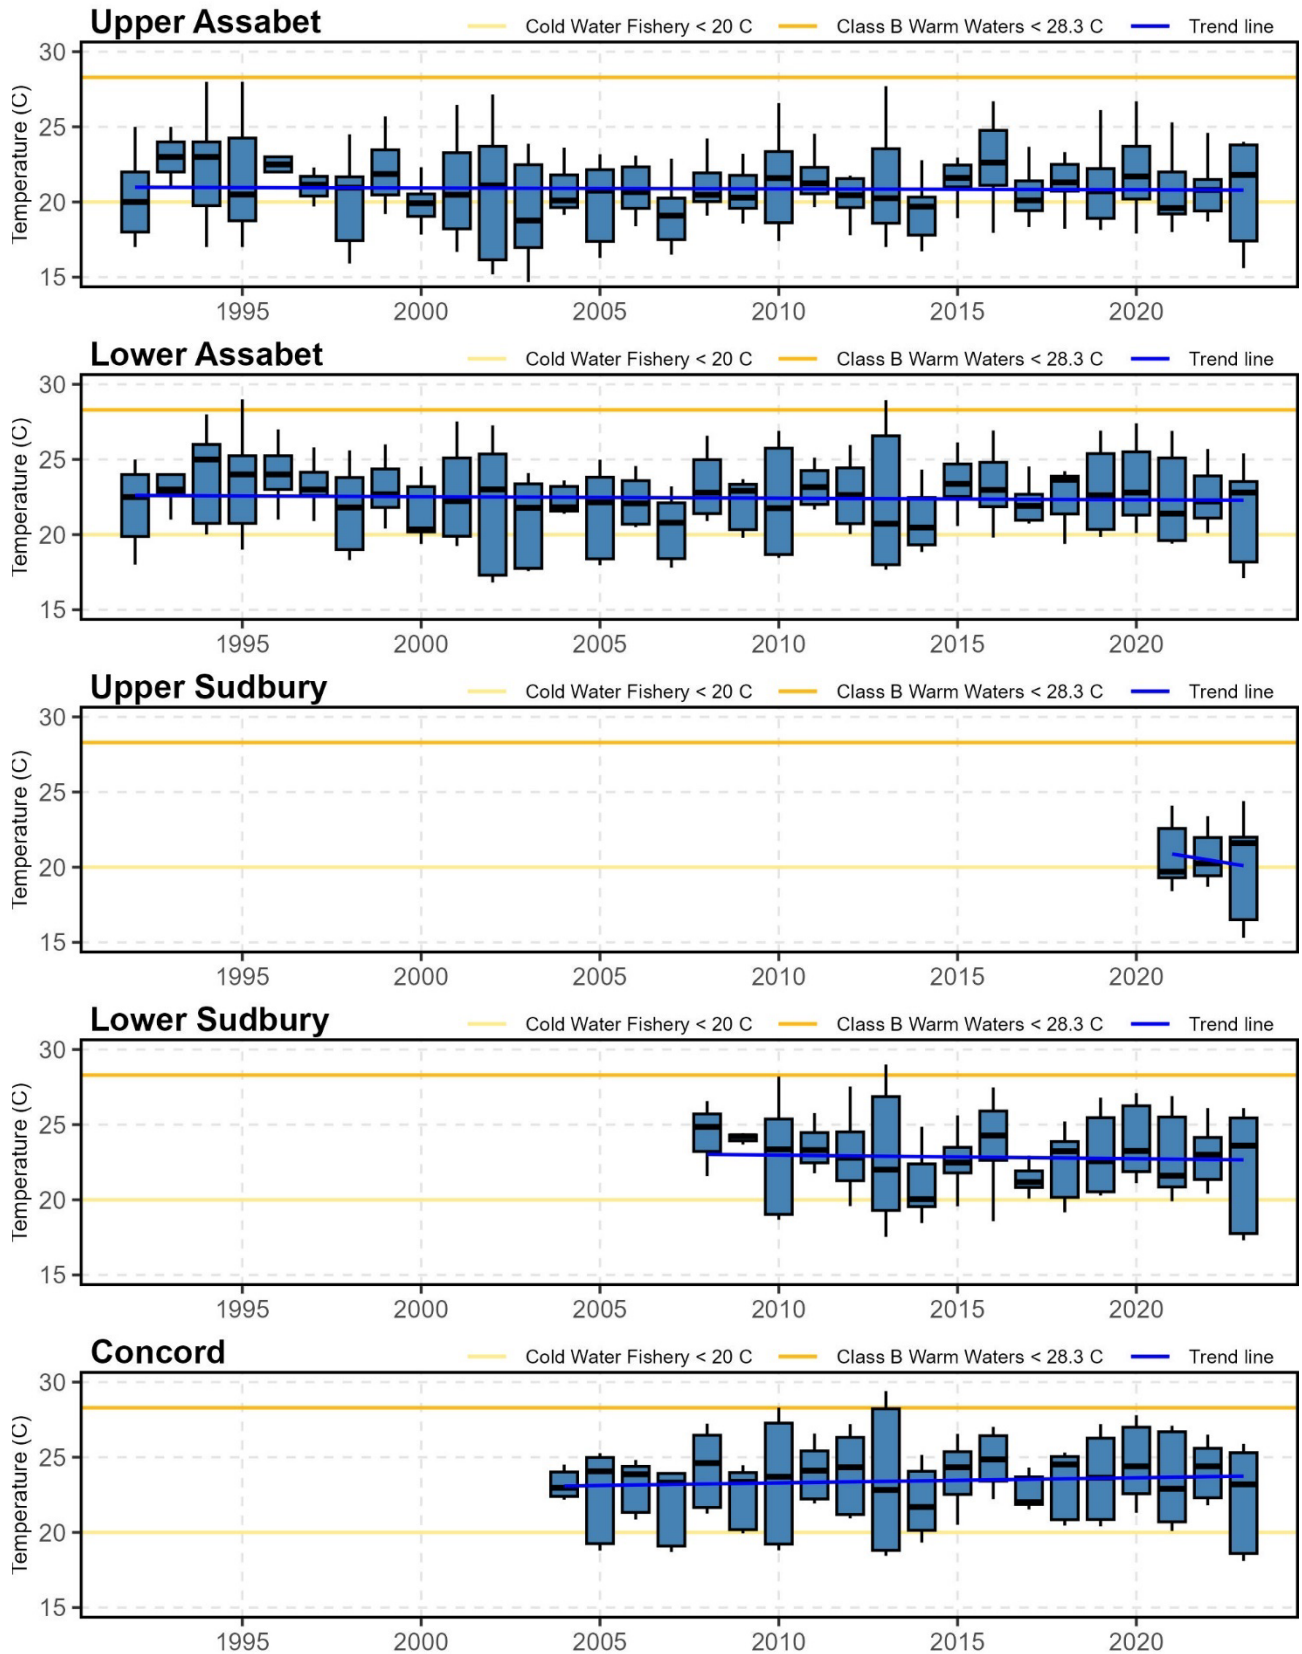 Upper Assabet
Cold Water Fishery < 20 C Class B Warm Waters < 28.3 C Trend line
Temperature (C)
30
25
20
15
1995 2000 2005 2010 2015 2020
Lower Assabet
Cold Water Fishery < 20 C Class B Warm Waters < 28.3 C Trend line
Temperature (C)
30
25
20
15
1995 2000 2005 2010 2015 2020
Upper Sudbury
Cold Water Fishery < 20 C Class B Warm Waters < 28.3 C Trend line
Temperature (C)
30
25
20
15
1995 2000 2005 2010 2015 2020
Lower Sudbury
Cold Water Fishery < 20 C Class B Warm Waters < 28.3 C Trend line
Temperature (C)
30
25
20
15
1995 2000 2005 2010 2015 2020
Concord
Cold Water Fishery < 20 C Class B Warm Waters < 28.3 C Trend line
Temperature (C)
30
25
20
15
1995 2000 2005 2010 2015 2020